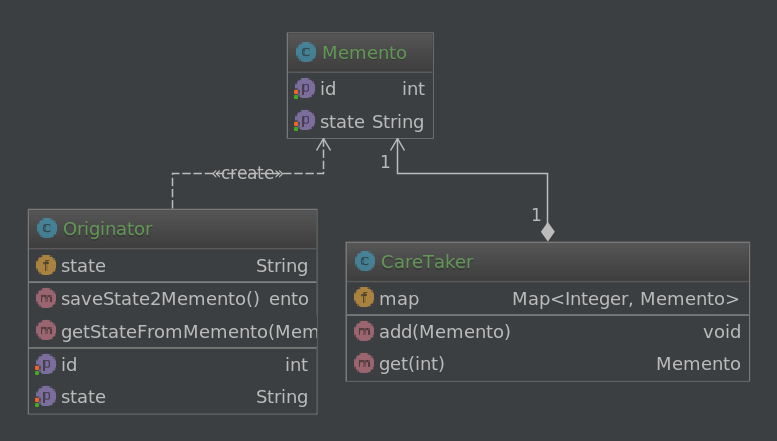 Memento
id int
state String
«create»
1
1
Originator
state String
saveState2Memento() ento
getStateFromMemento(Mem
id int
state String
CareTaker
map Map<Integer, Memento>
add(Memento) void
get(int) Memento